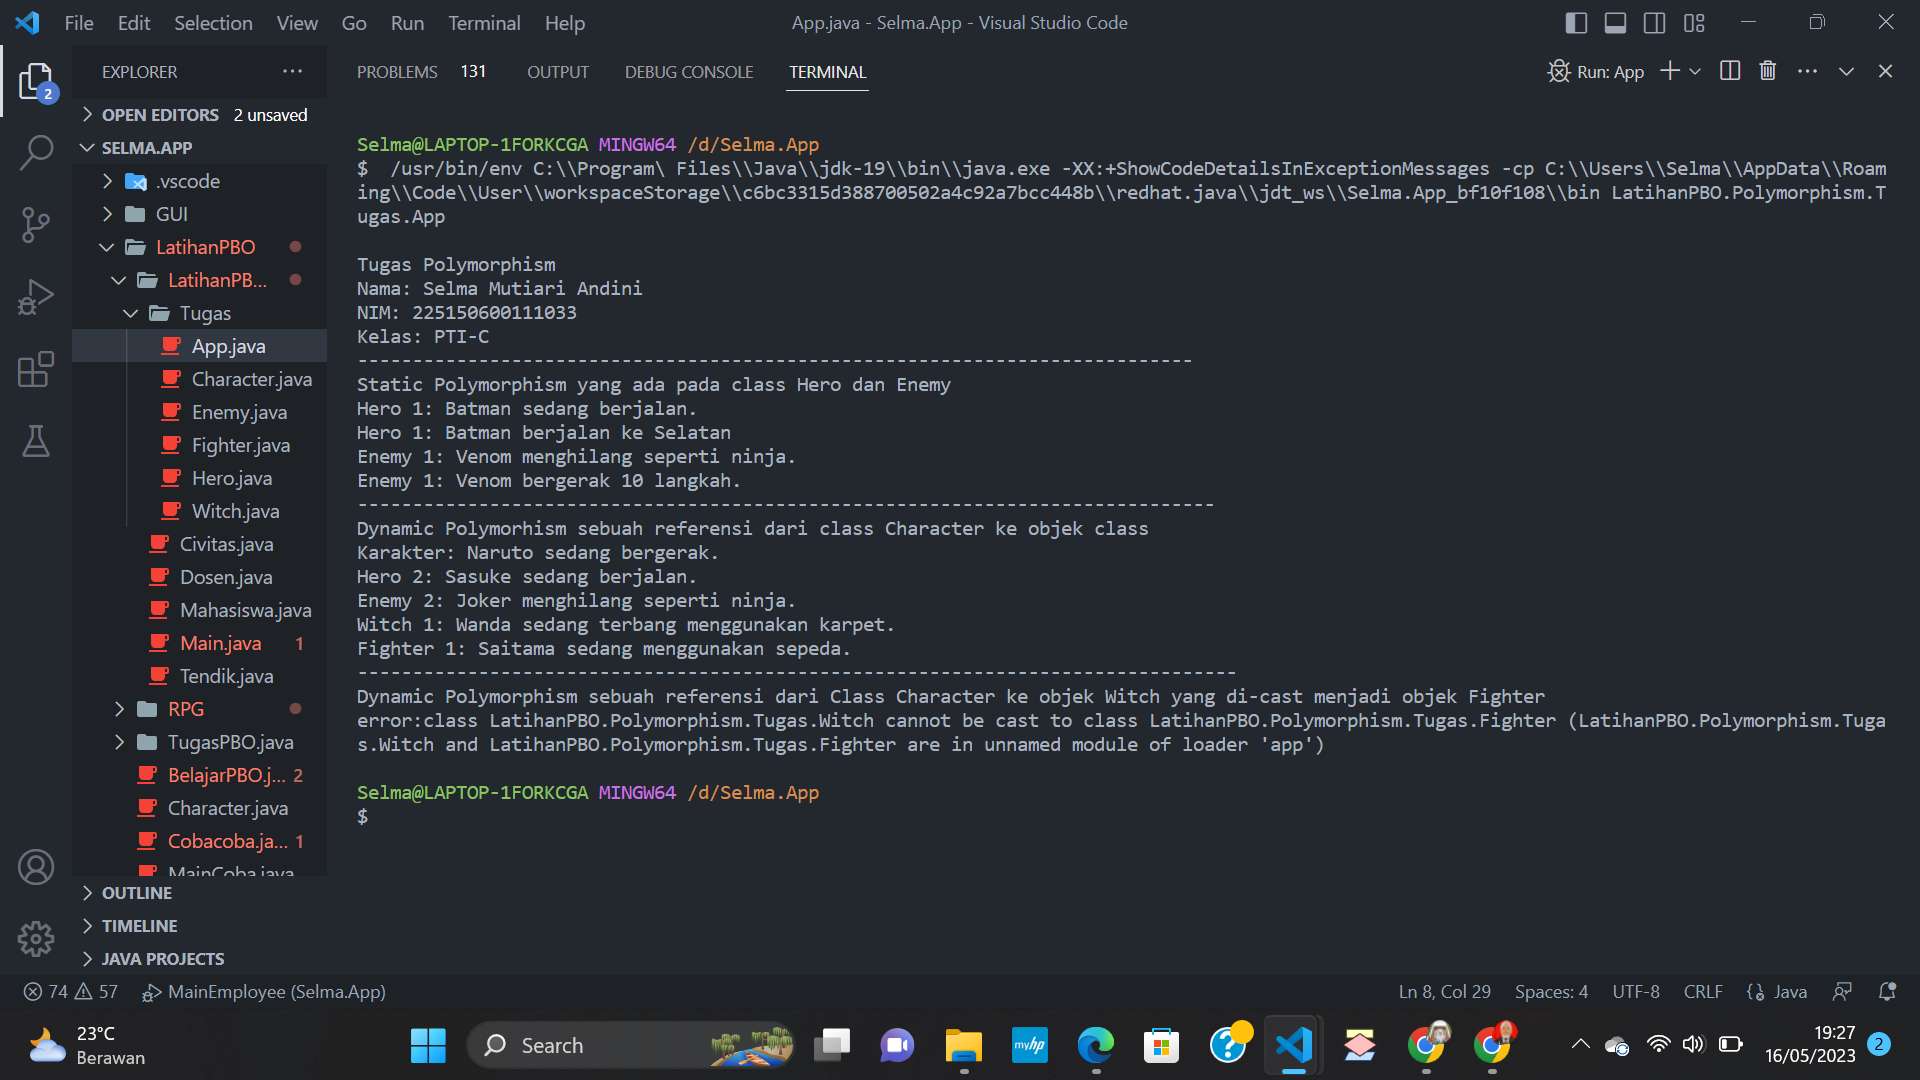 File Edit Selection View Go Run Terminal Help
App.java - Selma.App - Visual Studio Code
EXPLORER
2
OPEN EDITORS 2 unsaved
SELMA.APP
.vscode
GUI
LatihanPBO
LatihanPB...
Tugas
App.java
Character.java
Enemy.java
Fighter.java
Hero.java
Witch.java
Civitas.java
Dosen.java
Mahasiswa.java
Main.java 1
Tendik.java
RPG
TugasPBO.java
BelajarPBO.j... 2
Character.java
Cobacoba.ja... 1
MainCoba.java
OUTLINE
TIMELINE
JAVA PROJECTS
PROBLEMS 131 OUTPUT DEBUG CONSOLE TERMINAL
Run: App
Selma@LAPTOP-1FORKCGA MINGW64 /d/Selma.App
$  /usr/bin/env C:\\Program\ Files\\Java\\jdk-19\\bin\\java.exe -XX:+ShowCodeDetailsInExceptionMessages -cp C:\\Users\\Selma\\AppData\\Roam
ing\\Code\\User\\workspaceStorage\\c6bc3315d388700502a4c92a7bcc448b\\redhat.java\\jdt_ws\\Selma.App_bf10f108\\bin LatihanPBO.Polymorphism.T
ugas.App
Tugas Polymorphism
Nama: Selma Mutiari Andini
NIM: 225150600111033
Kelas: PTI-C
----------------------------------------------------------------------------
Static Polymorphism yang ada pada class Hero dan Enemy
Hero 1: Batman sedang berjalan.
Hero 1: Batman berjalan ke Selatan
Enemy 1: Venom menghilang seperti ninja.
Enemy 1: Venom bergerak 10 langkah.
------------------------------------------------------------------------------
Dynamic Polymorhism sebuah referensi dari class Character ke objek class
Karakter: Naruto sedang bergerak.
Hero 2: Sasuke sedang berjalan.
Enemy 2: Joker menghilang seperti ninja.
Witch 1: Wanda sedang terbang menggunakan karpet.
Fighter 1: Saitama sedang menggunakan sepeda.
--------------------------------------------------------------------------------
Dynamic Polymorphism sebuah referensi dari Class Character ke objek Witch yang di-cast menjadi objek Fighter
error:class LatihanPBO.Polymorphism.Tugas.Witch cannot be cast to class LatihanPBO.Polymorphism.Tugas.Fighter (LatihanPBO.Polymorphism.Tuga
s.Witch and LatihanPBO.Polymorphism.Tugas.Fighter are in unnamed module of loader 'app')
Selma@LAPTOP-1FORKCGA MINGW64 /d/Selma.App
$
74 57 MainEmployee (Selma.App)
Ln 8, Col 29 Spaces: 4 UTF-8 CRLF Java
23°C
Berawan
Search
myhp
19:27
16/05/2023
2